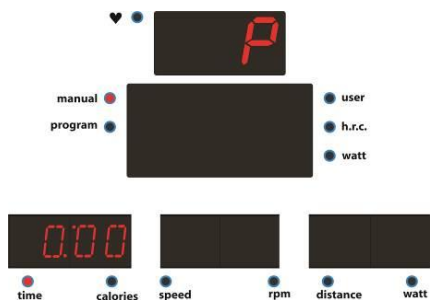 ♥
P
manual
user
program
h.r.c.
watt
0:00
time calories speed rpm distance watt